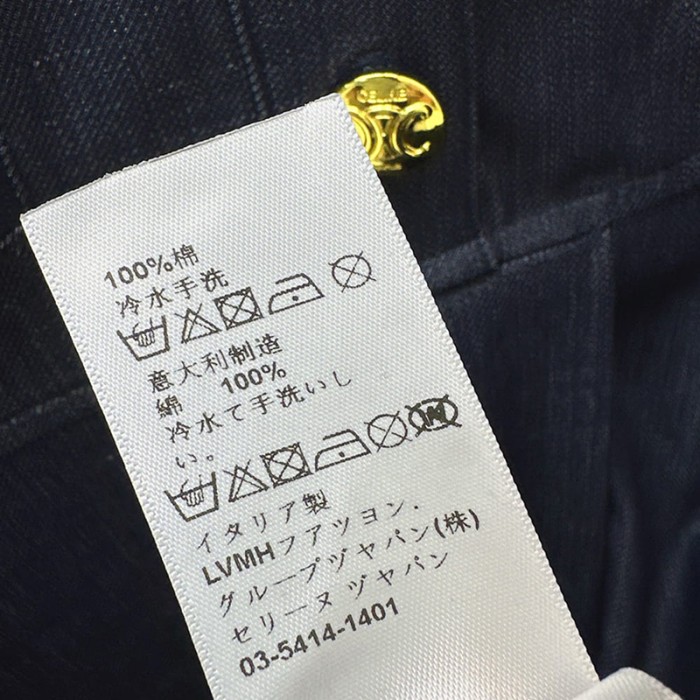 CELINE
100%棉
冷水手洗
意大利制造
綿 100%
冷水て手洗いし
い。
イタリア製
LVMHフアツヨン.
グループヅヤパン(株)
セリーヌ ヅヤパン
03-5414-1401